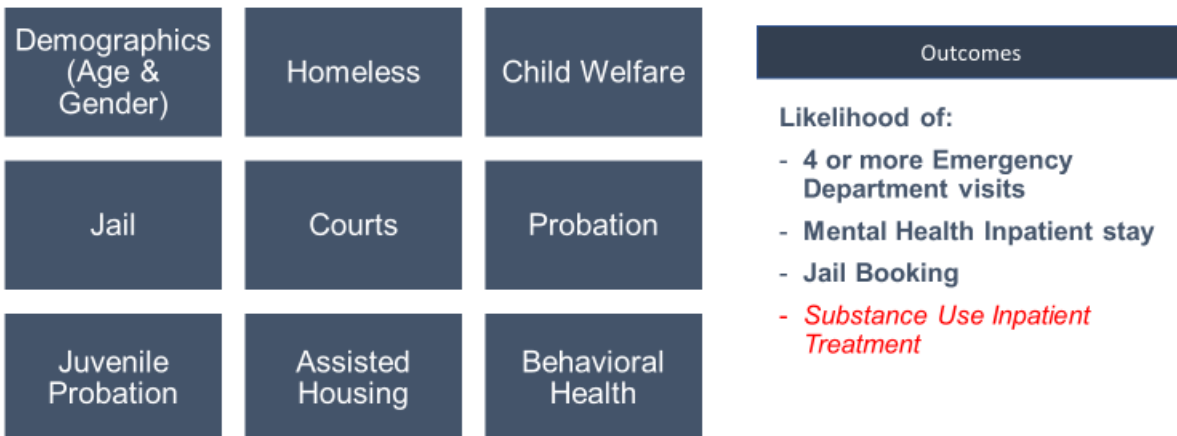 Demographics
(Age &
Gender)
Homeless
Child Welfare
Jail
Courts
Probation
Juvenile
Probation
Assisted
Housing
Behavioral
Health
Outcomes
Likelihood of:
- 4 or more Emergency
Department visits
- Mental Health Inpatient stay
- Jail Booking
- Substance Use Inpatient
Treatment